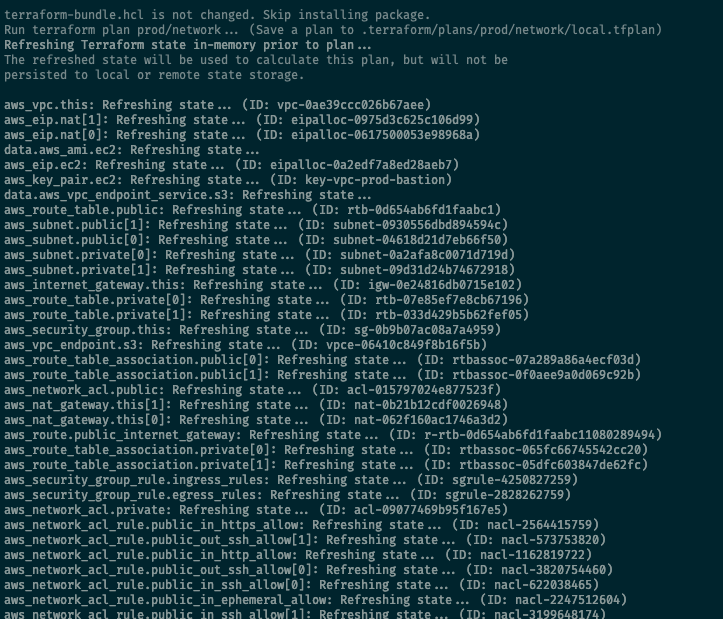 terraform-bundle.hcl is not changed. Skip installing package.
Run terraform plan prod/network... (Save a plan to .terraform/plans/prod/network/local.tfplan)
Refreshing Terraform state in-memory prior to plan...
The refreshed state will be used to calculate this plan, but will not be
persisted to local or remote state storage.
aws_vpc.this: Refreshing state... (ID: vpc-0ae39ccc026b67aee)
aws_eip.nat[1]: Refreshing state... (ID: eipalloc-0975d3c625c106d99)
aws_eip.nat[0]: Refreshing state... (ID: eipalloc-0617500053e98968a)
data.aws_ami.ec2: Refreshing state...
aws_eip.ec2: Refreshing state... (ID: eipalloc-0a2edf7a8ed28aeb7)
aws_key_pair.ec2: Refreshing state... (ID: key-vpc-prod-bastion)
data.aws_vpc_endpoint_service.s3: Refreshing state...
aws_route_table.public: Refreshing state... (ID: rtb-0d654ab6fd1faabc1)
aws_subnet.public[1]: Refreshing state... (ID: subnet-0930556dbd894594c)
aws_subnet.public[0]: Refreshing state... (ID: subnet-04618d21d7eb66f50)
aws_subnet.private[0]: Refreshing state... (ID: subnet-0a2afa8c0071d719d)
aws_subnet.private[1]: Refreshing state... (ID: subnet-09d31d24b74672918)
aws_internet_gateway.this: Refreshing state... (ID: igw-0e24816db0715e102)
aws_route_table.private[0]: Refreshing state... (ID: rtb-07e85ef7e8cb67196)
aws_route_table.private[1]: Refreshing state... (ID: rtb-033d429b5b62fef05)
aws_security_group.this: Refreshing state... (ID: sg-0b9b07ac08a7a4959)
aws_vpc_endpoint.s3: Refreshing state... (ID: vpce-06410c849f8b16f5b)
aws_route_table_association.public[0]: Refreshing state... (ID: rtbassoc-07a289a86a4ecf03d)
aws_route_table_association.public[1]: Refreshing state... (ID: rtbassoc-0f0aee9a0d069c92b)
aws_network_acl.public: Refreshing state... (ID: acl-015797024e877523f)
aws_nat_gateway.this[1]: Refreshing state... (ID: nat-0b21b12cdf0026948)
aws_nat_gateway.this[0]: Refreshing state... (ID: nat-062f160ac1746a3d2)
aws_route.public_internet_gateway: Refreshing state... (ID: r-rtb-0d654ab6fd1faabc11080289494)
aws_route_table_association.private[0]: Refreshing state... (ID: rtbassoc-065fc66745542cc20)
aws_route_table_association.private[1]: Refreshing state... (ID: rtbassoc-05dfc603847de62fc)
aws_security_group_rule.ingress_rules: Refreshing state... (ID: sgrule-4250827259)
aws_security_group_rule.egress_rules: Refreshing state... (ID: sgrule-2828262759)
aws_network_acl.private: Refreshing state... (ID: acl-09077469b95f167e5)
aws_network_acl_rule.public_in_https_allow: Refreshing state... (ID: nacl-2564415759)
aws_network_acl_rule.public_out_ssh_allow[1]: Refreshing state... (ID: nacl-573753820)
aws_network_acl_rule.public_in_http_allow: Refreshing state... (ID: nacl-1162819722)
aws_network_acl_rule.public_out_ssh_allow[0]: Refreshing state... (ID: nacl-3820754460)
aws_network_acl_rule.public_in_ssh_allow[0]: Refreshing state... (ID: nacl-622038465)
aws_network_acl_rule.public_in_ephemeral_allow: Refreshing state... (ID: nacl-2247512604)
aws_network_acl_rule.public_in_ssh_allow[1]: Refreshing state... (ID: nacl-3199648174)